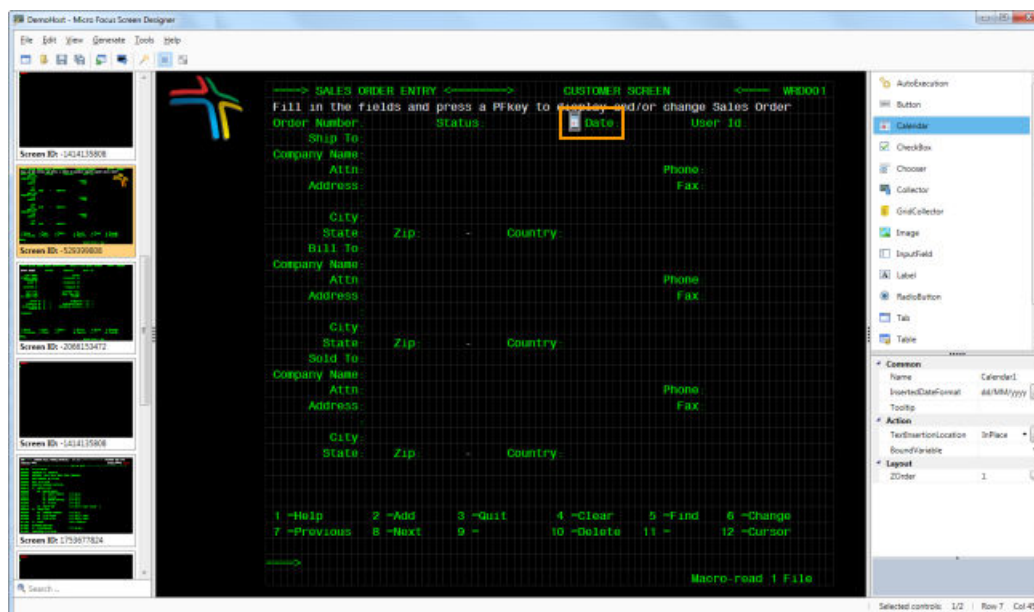 DemoHost - Micro Focus Screen Designer
File Edit View Generate Tools Help
Screen ID: -1414135808
Screen ID: -529399808
Screen ID: -2066153472
Screen ID: -1414135808
Screen ID: 1753677824
Search ...
----> SALES ORDER ENTRY <----------> CUSTOMER SCREEN <---- WRD001
Fill in the fields and press a PFkey to display and/or change Sales Order
Order Number: Status: Date: User Id:
Ship To:
Company Name:
Attn: Phone:
Address: Fax:
:
City:
State: Zip: - Country:
Bill To:
Company Name:
Attn: Phone:
Address: Fax:
:
City:
State: Zip: - Country:
Sold To:
Company Name:
Attn: Phone:
Address: Fax:
:
City:
State: Zip: - Country:
1 =Help 2 =Add 3 =Quit 4 =Clear 5 =Find 6 =Change
7 =Previous 8 =Next 9 = 10 =Delete 11 = 12 =Cursor
---->
Macro-read 1 File
AutoExecution
Button
Calendar
CheckBox
Chooser
Collector
GridCollector
Image
InputField
Label
RadioButton
Tab
Table
Common
Name Calendar1
InsertedDateFormat dd/MM/yyyy
Tooltip
Action
TextInsertionLocation InPlace
BoundVariable
Layout
ZOrder 1
Selected controls: 1/2 Row 7